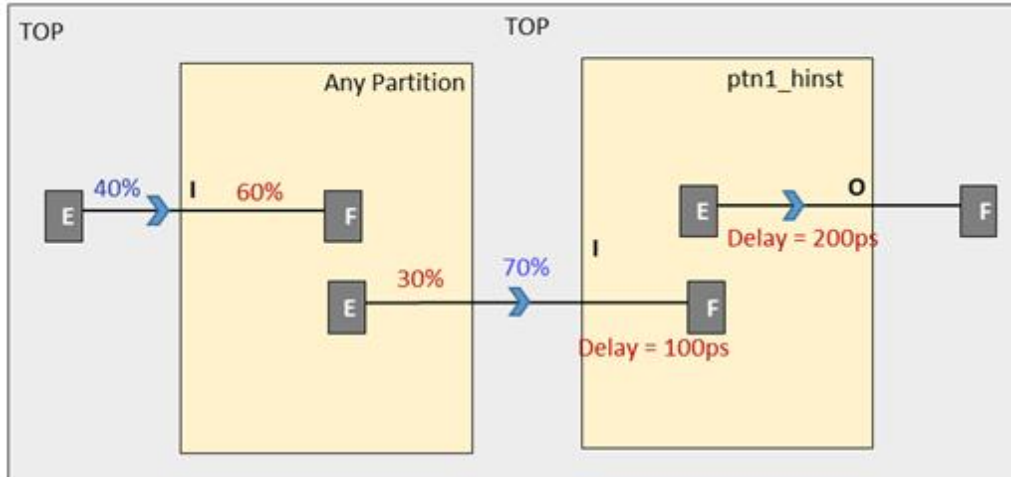 TOP
TOP
Any Partition
ptn1_hinst
40%
I
60%
E
F
E
O
F
Delay = 200ps
I
30%
70%
E
F
Delay = 100ps